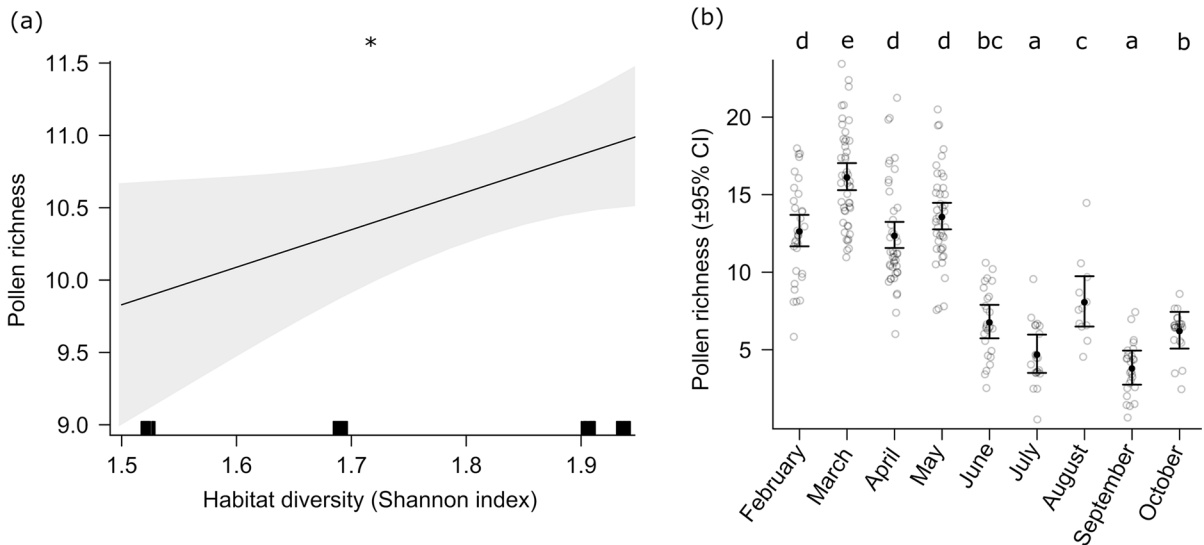 (a)
*
11.5
11.0
10.5
10.0
9.5
9.0
Pollen richness
1.5 1.6 1.7 1.8 1.9
Habitat diversity (Shannon index)
(b)
d e d d bc a c a b
20
15
10
5
Pollen richness (±95% CI)
February
March
April
May
June
July
August
September
October